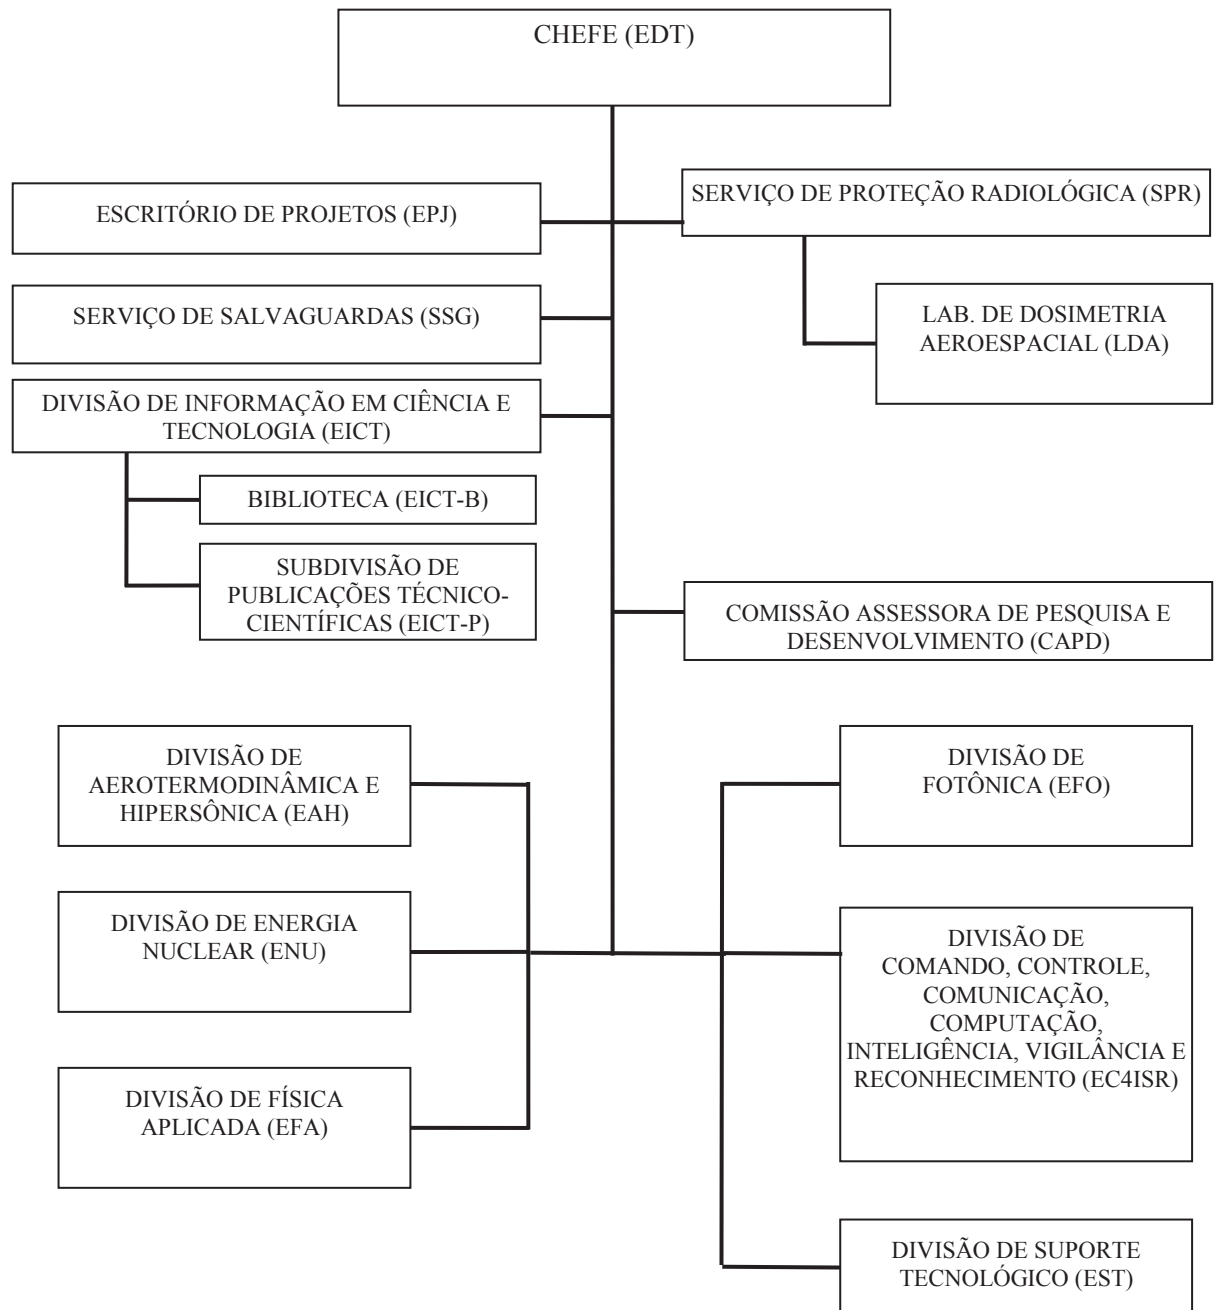 CHEFE (EDT)
ESCRITÓRIO DE PROJETOS (EPJ)
SERVIÇO DE PROTEÇÃO RADIOLÓGICA (SPR)
SERVIÇO DE SALVAGUARDAS (SSG)
LAB. DE DOSIMETRIA
AEROESPACIAL (LDA)
DIVISÃO DE INFORMAÇÃO EM CIÊNCIA E
TECNOLOGIA (EICT)
BIBLIOTECA (EICT-B)
SUBDIVISÃO DE
PUBLICAÇÕES TÉCNICO-
CIENTÍFICAS (EICT-P)
COMISSÃO ASSESSORA DE PESQUISA E
DESENVOLVIMENTO (CAPD)
DIVISÃO DE
AEROTERMODINÂMICA E
HIPERSÔNICA (EAH)
DIVISÃO DE
FOTÔNICA (EFO)
DIVISÃO DE ENERGIA
NUCLEAR (ENU)
DIVISÃO DE
COMANDO, CONTROLE,
COMUNICAÇÃO,
COMPUTAÇÃO,
INTELIGÊNCIA, VIGILÂNCIA E
RECONHECIMENTO (EC4ISR)
DIVISÃO DE FÍSICA
APLICADA (EFA)
DIVISÃO DE SUPORTE
TECNOLÓGICO (EST)